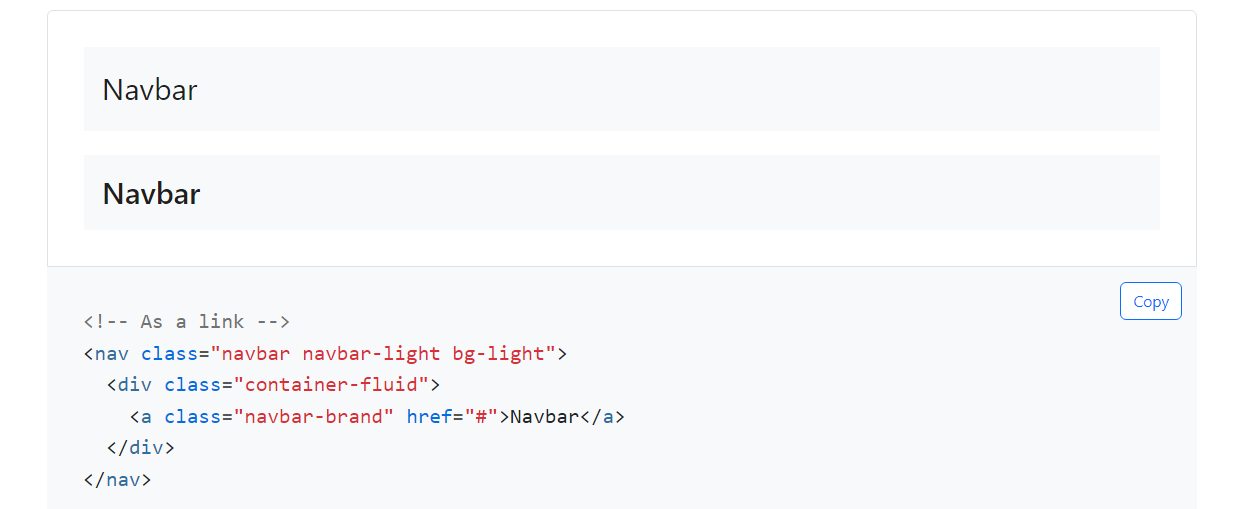 Navbar
Navbar
Copy
<!-- As a link -->
<nav class="navbar navbar-light bg-light">
  <div class="container-fluid">
    <a class="navbar-brand" href="#">Navbar</a>
  </div>
</nav>